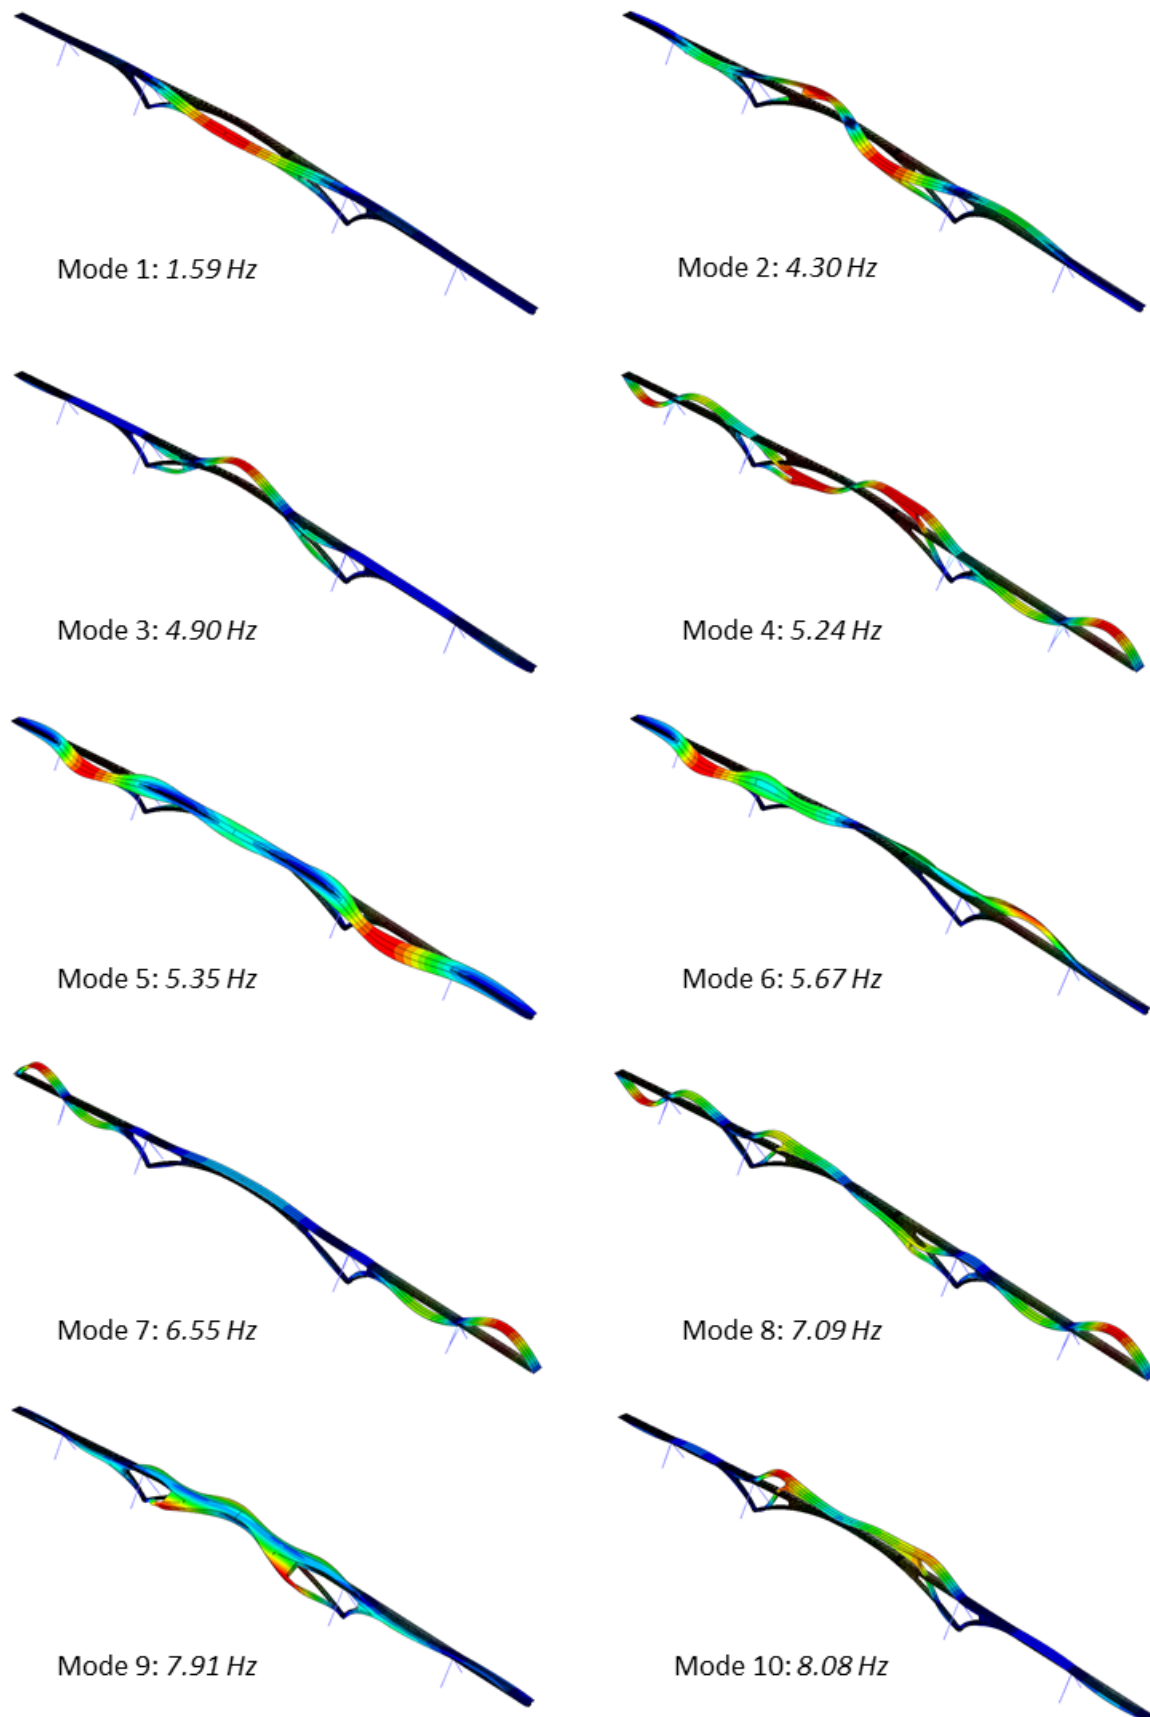 Mode 1: 1.59 Hz
Mode 2: 4.30 Hz
Mode 3: 4.90 Hz
Mode 4: 5.24 Hz
Mode 5: 5.35 Hz
Mode 6: 5.67 Hz
Mode 7: 6.55 Hz
Mode 8: 7.09 Hz
Mode 9: 7.91 Hz
Mode 10: 8.08 Hz